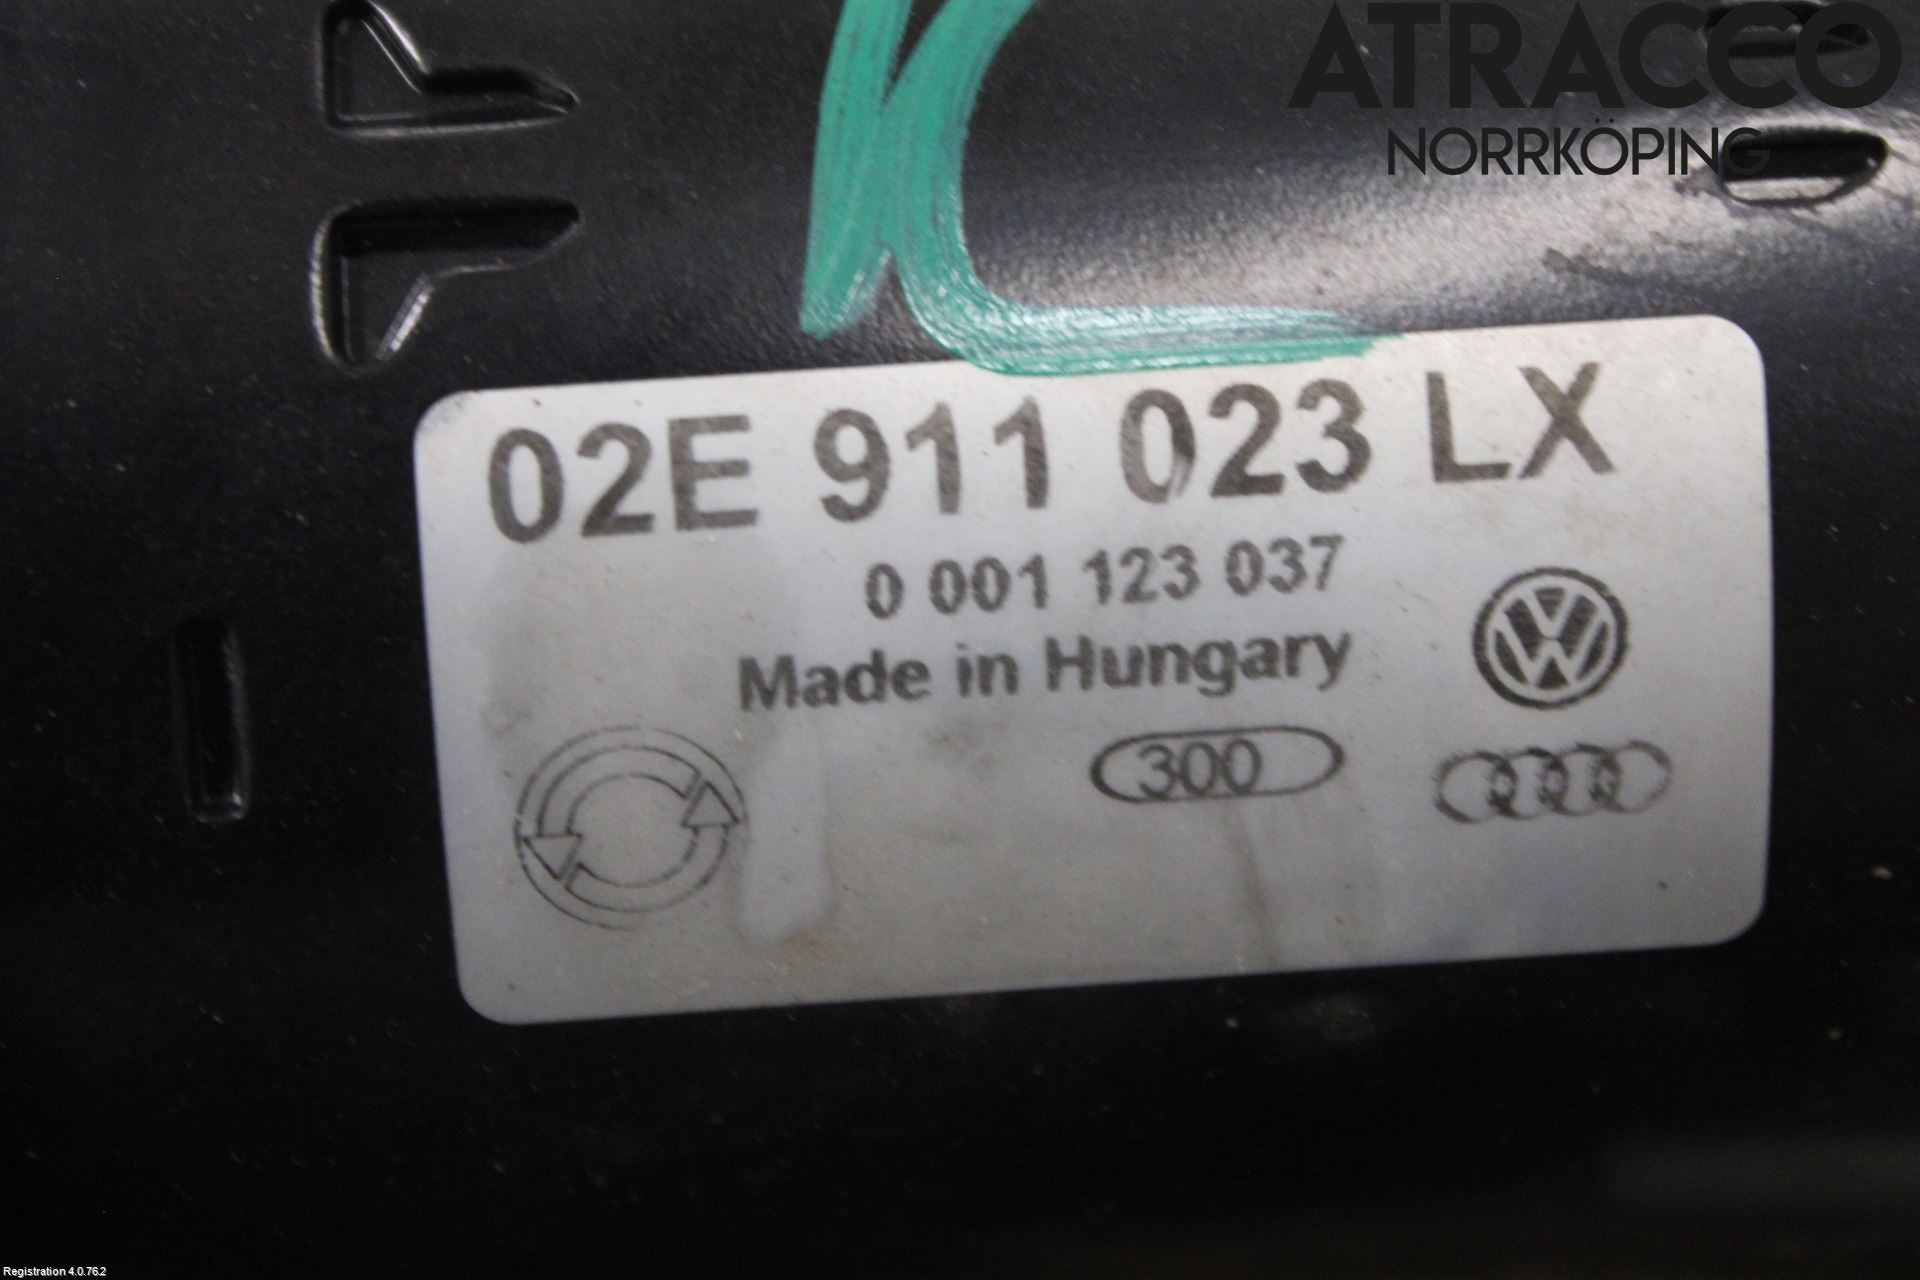 ATRACCO
NORRKÖPING
02E 911 023 LX
0 001 123 037
Made in Hungary
300
Registration 4.0.76.2